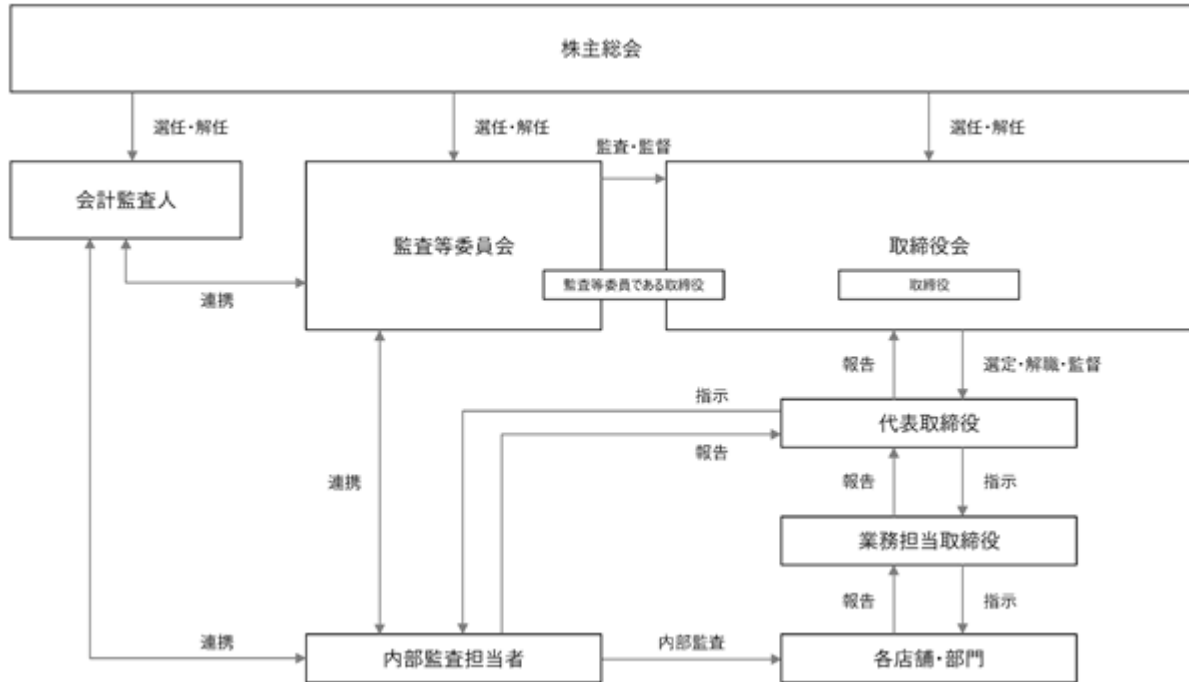 株主総会
選任・解任
選任・解任
選任・解任
監査・監督
会計監査人
監査等委員会
取締役会
監査等委員である取締役
取締役
連携
報告
選定・解職・監督
指示
代表取締役
報告
連携
報告
指示
業務担当取締役
報告
指示
連携
内部監査担当者
内部監査
各店舗・部門